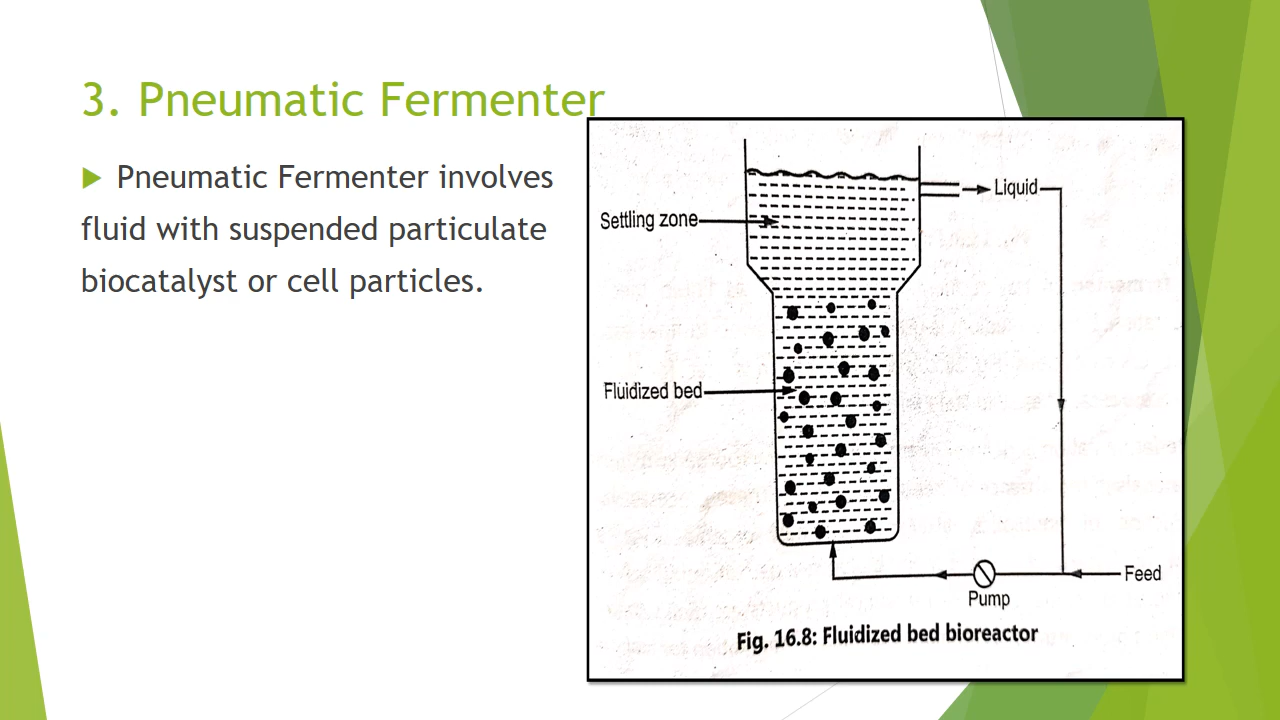 3. Pneumatic Fermenter
Pneumatic Fermenter involves
fluid with suspended particulate
biocatalyst or cell particles.
Liquid
Settling zone
Fluidized bed
Feed
Pump
Fig. 16.8: Fluidized bed bioreactor